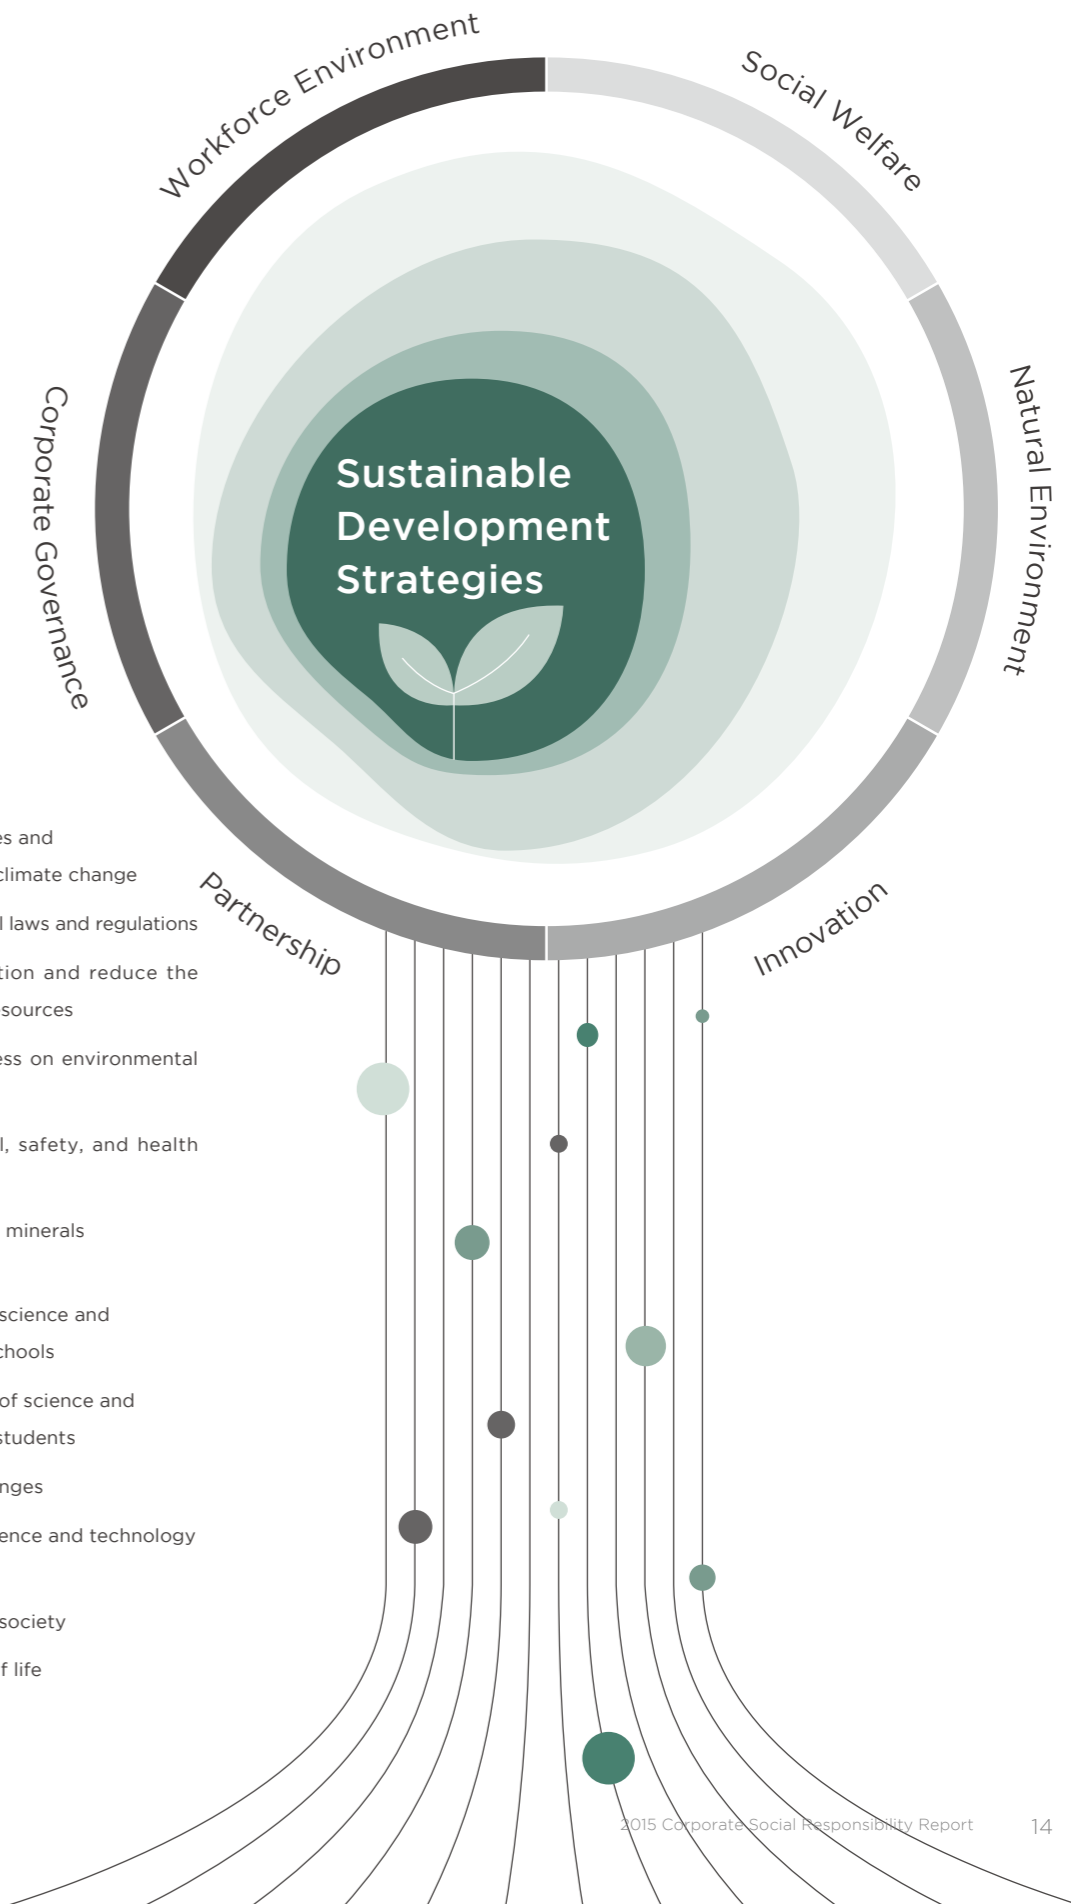 Workforce Environment
Social Welfare
Corporate Governance
Natural Environment
Sustainable
Development
Strategies
Partnership
Innovation
es and
climate change
l laws and regulations
tion and reduce the
sources
ess on environmental
l, safety, and health
minerals
science and
chools
of science and
students
nges
ence and technology
society
f life
2015 Corporate Social Responsibility Report 14